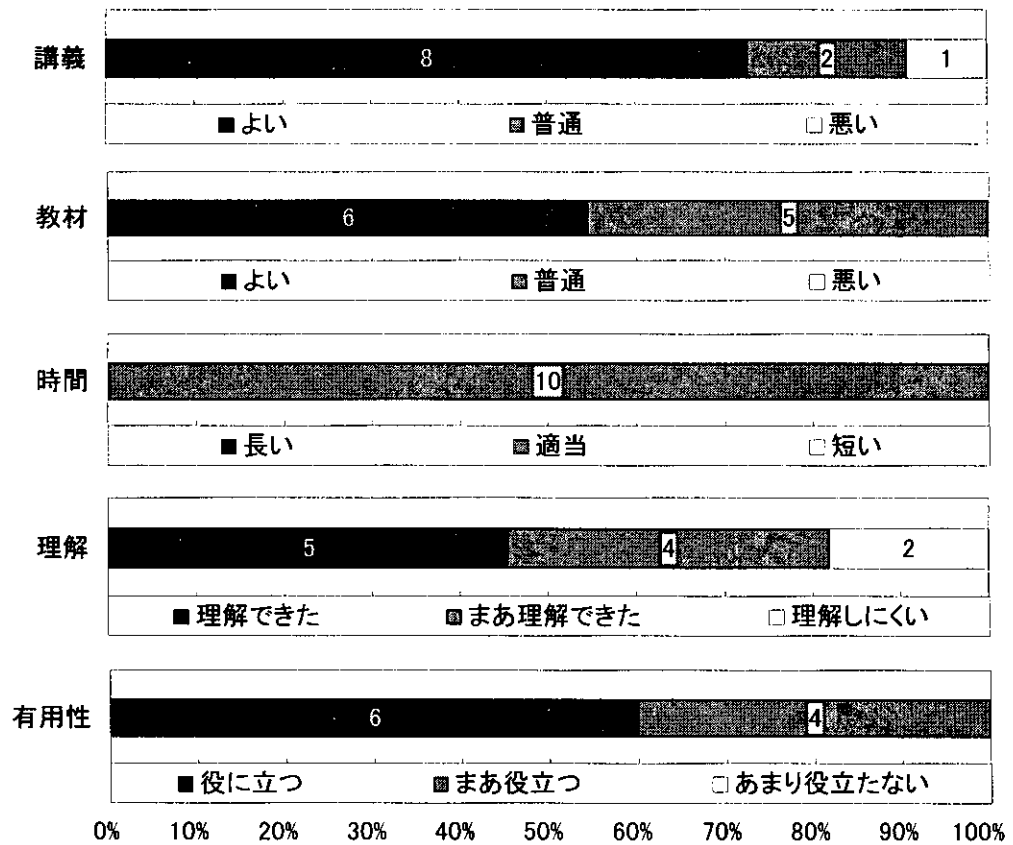 講義 8 2 1
■よい ■普通 □悪い
教材 6 5
■よい ■普通 □悪い
時間 10
■長い ■適当 □短い
理解 5 4 2
■理解できた ■まあ理解できた □理解しにくい
有用性 6 4
■役に立つ ■まあ役立つ □あまり役立たない
0% 10% 20% 30% 40% 50% 60% 70% 80% 90% 100%